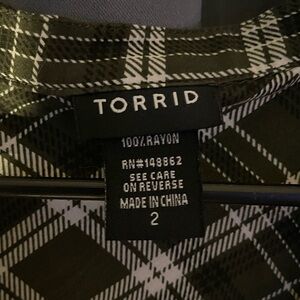 TORRID
100%RAYON
RN#148862
SEE CARE
ON REVERSE
MADE IN CHINA
2